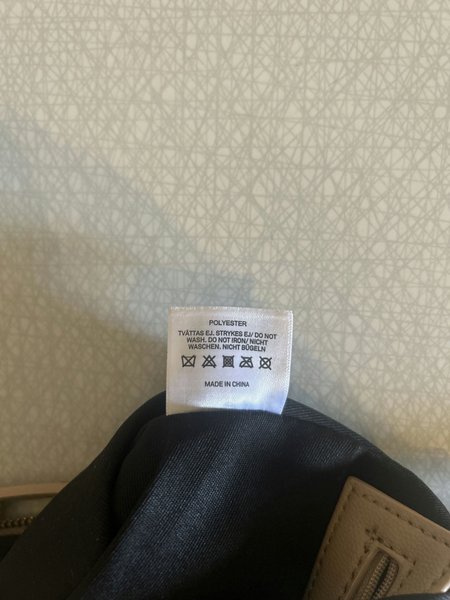 POLYESTER
TVÄTTAS EJ. STRYKES EJ/ DO NOT
WASH. DO NOT IRON/ NICHT
WASCHEN. NICHT BÜGELN
MADE IN CHINA